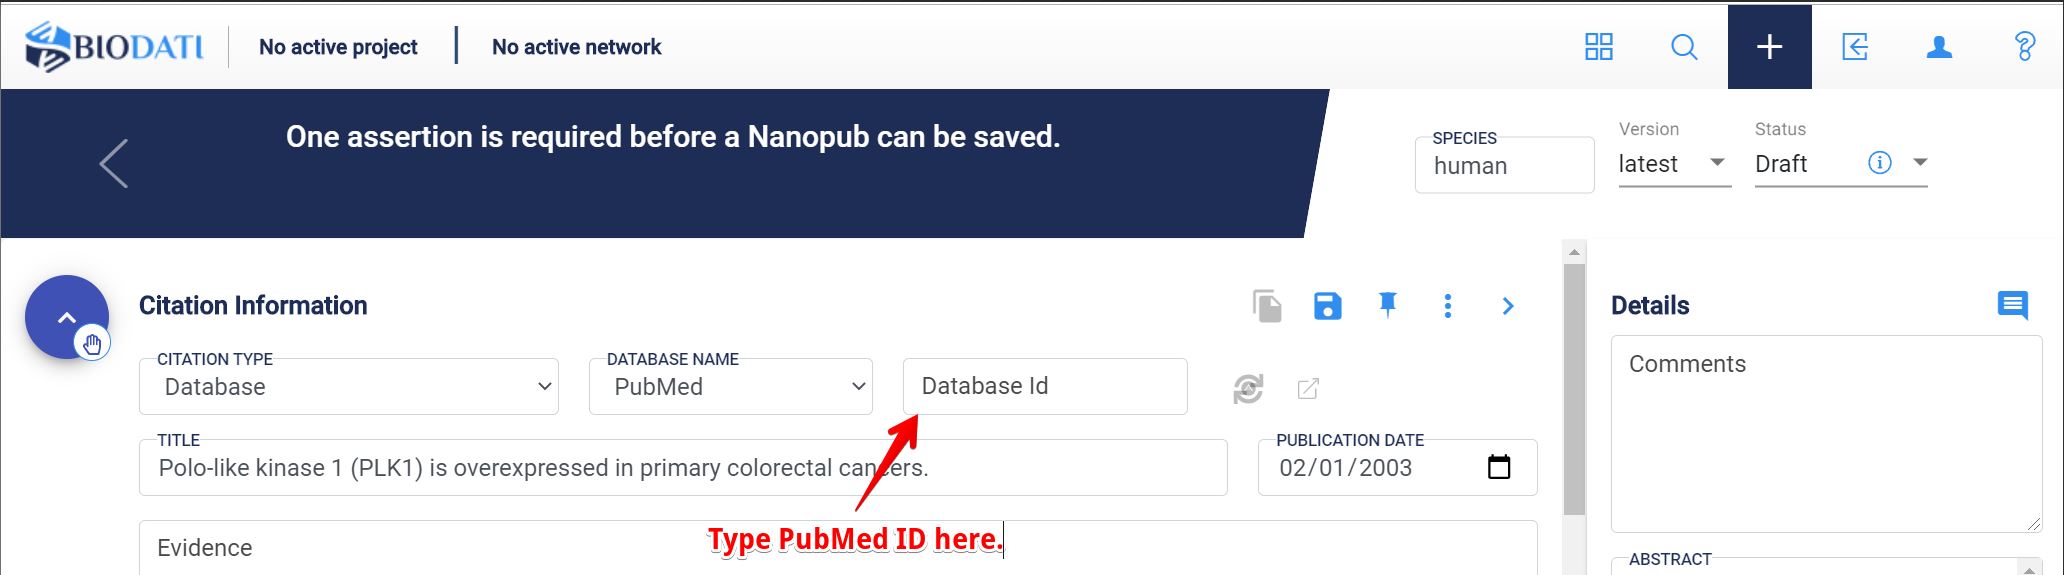 BIODATI
No active project
No active network
One assertion is required before a Nanopub can be saved.
SPECIES
human
Version
latest
Status
Draft
Citation Information
CITATION TYPE
Database
DATABASE NAME
PubMed
Database Id
TITLE
Polo-like kinase 1 (PLK1) is overexpressed in primary colorectal cancers.
PUBLICATION DATE
02/01/2003
Type PubMed ID here.
Evidence
Details
Comments
ABSTRACT